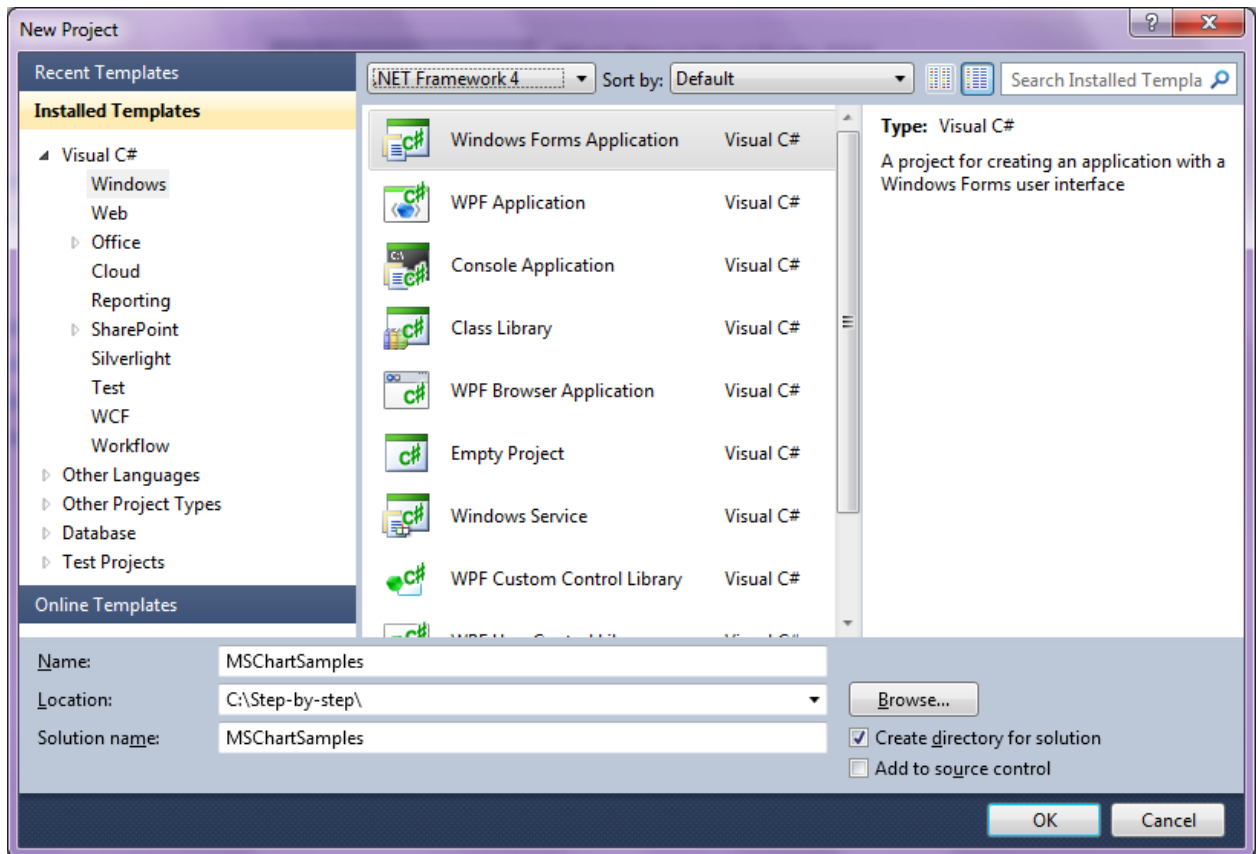 New Project
Recent Templates
Installed Templates
Visual C#
Windows
Web
Office
Cloud
Reporting
SharePoint
Silverlight
Test
WCF
Workflow
Other Languages
Other Project Types
Database
Test Projects
Online Templates
.NET Framework 4 Sort by: Default Search Installed Templa
Windows Forms Application Visual C#
WPF Application Visual C#
Console Application Visual C#
Class Library Visual C#
WPF Browser Application Visual C#
Empty Project Visual C#
Windows Service Visual C#
WPF Custom Control Library Visual C#
Type: Visual C#
A project for creating an application with a
Windows Forms user interface
Name: MSChartSamples
Location: C:\Step-by-step\ Browse...
Solution name: MSChartSamples
Create directory for solution
Add to source control
OK Cancel